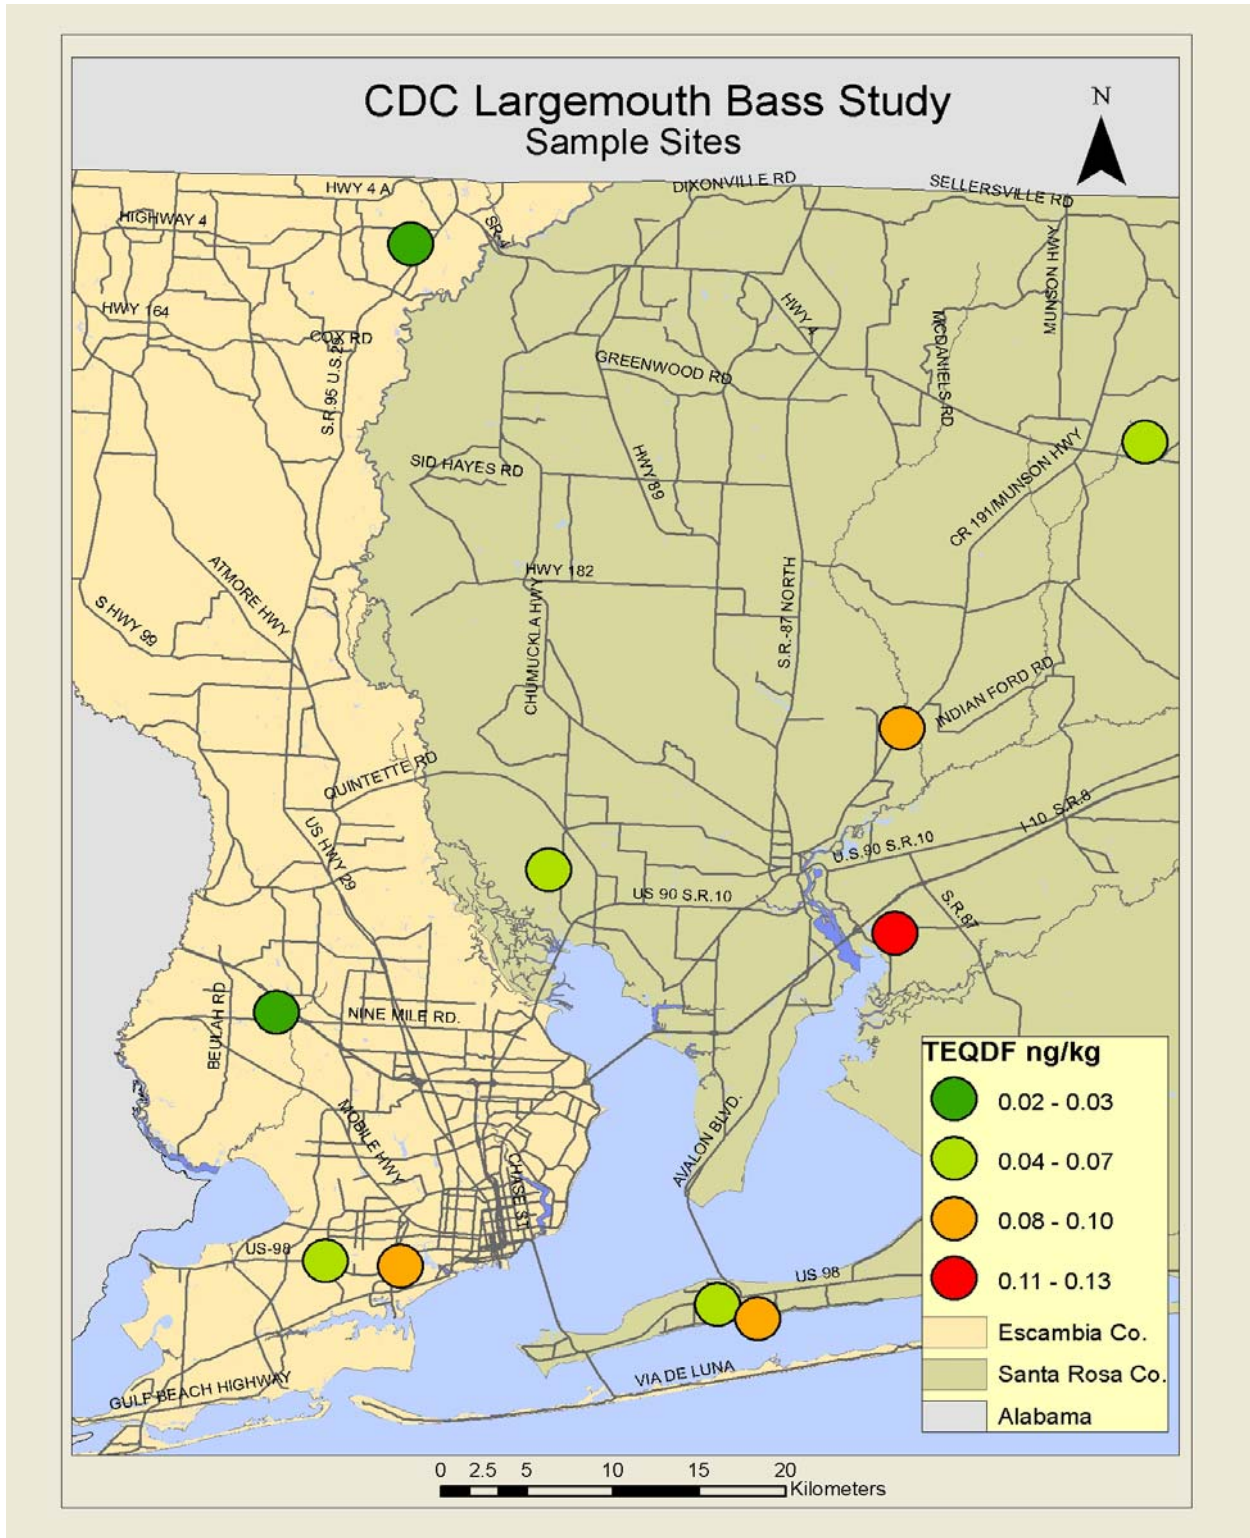 CDC Largemouth Bass Study
Sample Sites
N
DIXONVILLE RD
SELLERSVILLE RD
HWY 4 A
HIGHWAY 4
SR-4
MUNSON HWY
HWY 4
HWY 164
COX RD
MCDANIELS RD
S.R.95 U.S.29
GREENWOOD RD
SID HAYES RD
HWY 89
CR 191/MUNSON HWY
HWY 182
ATMORE HWY
S HWY 99
CHUMUCKLA HWY
S.R.-87 NORTH
INDIAN FORD RD
QUINTETTE RD
US HWY 29
I-10 S.R.8
U.S.90 S.R.10
US 90 S.R.10
S.R.87
BEULAH RD
NINE MILE RD.
MOBILE HWY
CHASE ST
AVALON BLVD.
US-98
US 98
VIA DE LUNA
GULF BEACH HIGHWAY
TEQDF ng/kg
0.02 - 0.03
0.04 - 0.07
0.08 - 0.10
0.11 - 0.13
Escambia Co.
Santa Rosa Co.
Alabama
0 2.5 5 10 15 20
Kilometers